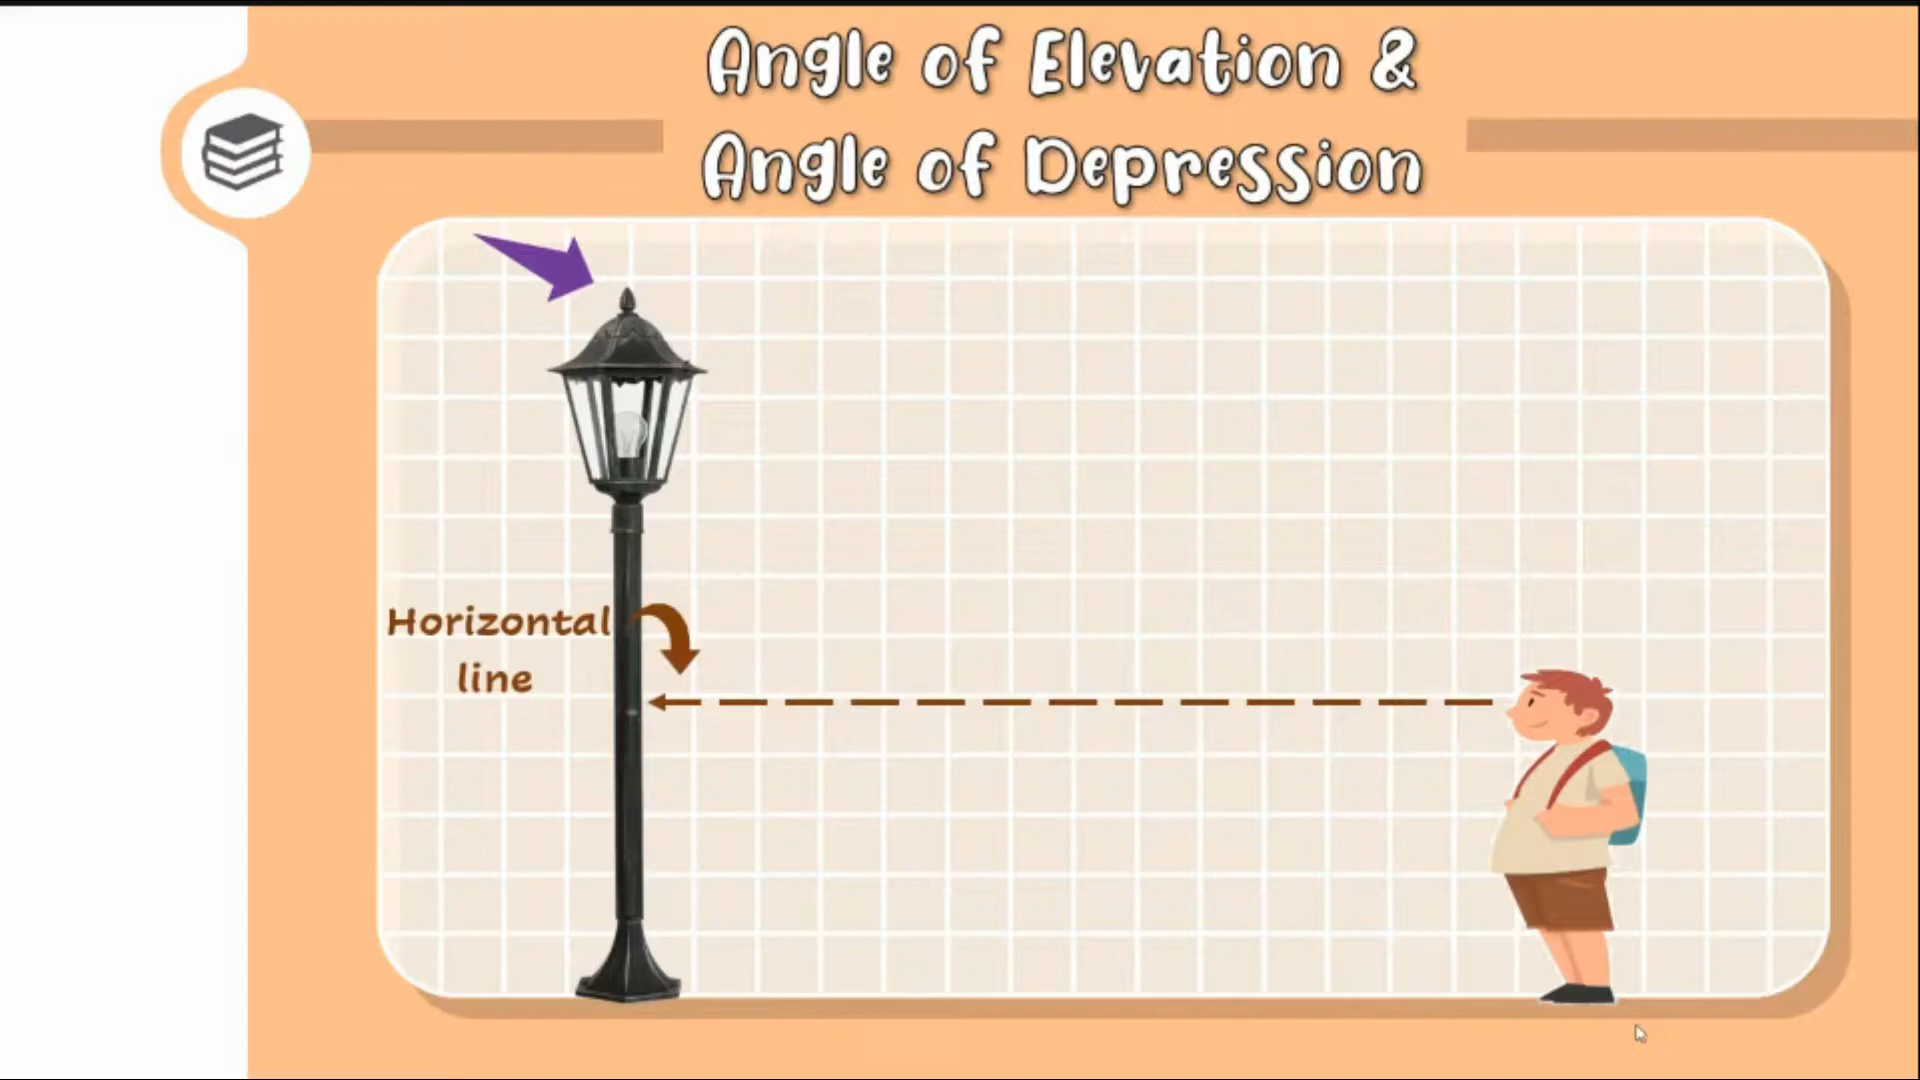 Angle of Elevation &
Angle of Depression
Horizontal
line